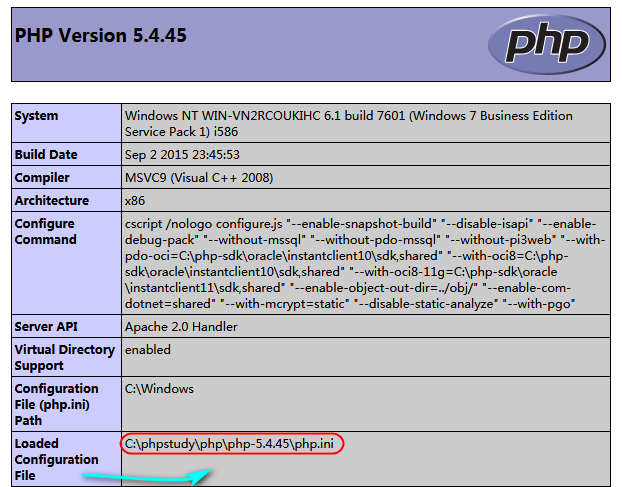 PHP Version 5.4.45
php
System
Windows NT WIN-VN2RCOUKIHC 6.1 build 7601 (Windows 7 Business Edition
Service Pack 1) i586
Build Date
Sep 2 2015 23:45:53
Compiler
MSVC9 (Visual C++ 2008)
Architecture
x86
Configure
Command
cscript /nologo configure.js "--enable-snapshot-build" "--disable-isapi" "--enable-
debug-pack" "--without-mssql" "--without-pdo-mssql" "--without-pi3web" "--with-
pdo-oci=C:\php-sdk\oracle\instantclient10\sdk,shared" "--with-oci8=C:\php-
sdk\oracle\instantclient10\sdk,shared" "--with-oci8-11g=C:\php-sdk\oracle
\instantclient11\sdk,shared" "--enable-object-out-dir=../obj/" "--enable-com-
dotnet=shared" "--with-mcrypt=static" "--disable-static-analyze" "--with-pgo"
Server API
Apache 2.0 Handler
Virtual Directory
Support
enabled
Configuration
File (php.ini)
Path
C:\Windows
Loaded
Configuration
File
C:\phpstudy\php\php-5.4.45\php.ini